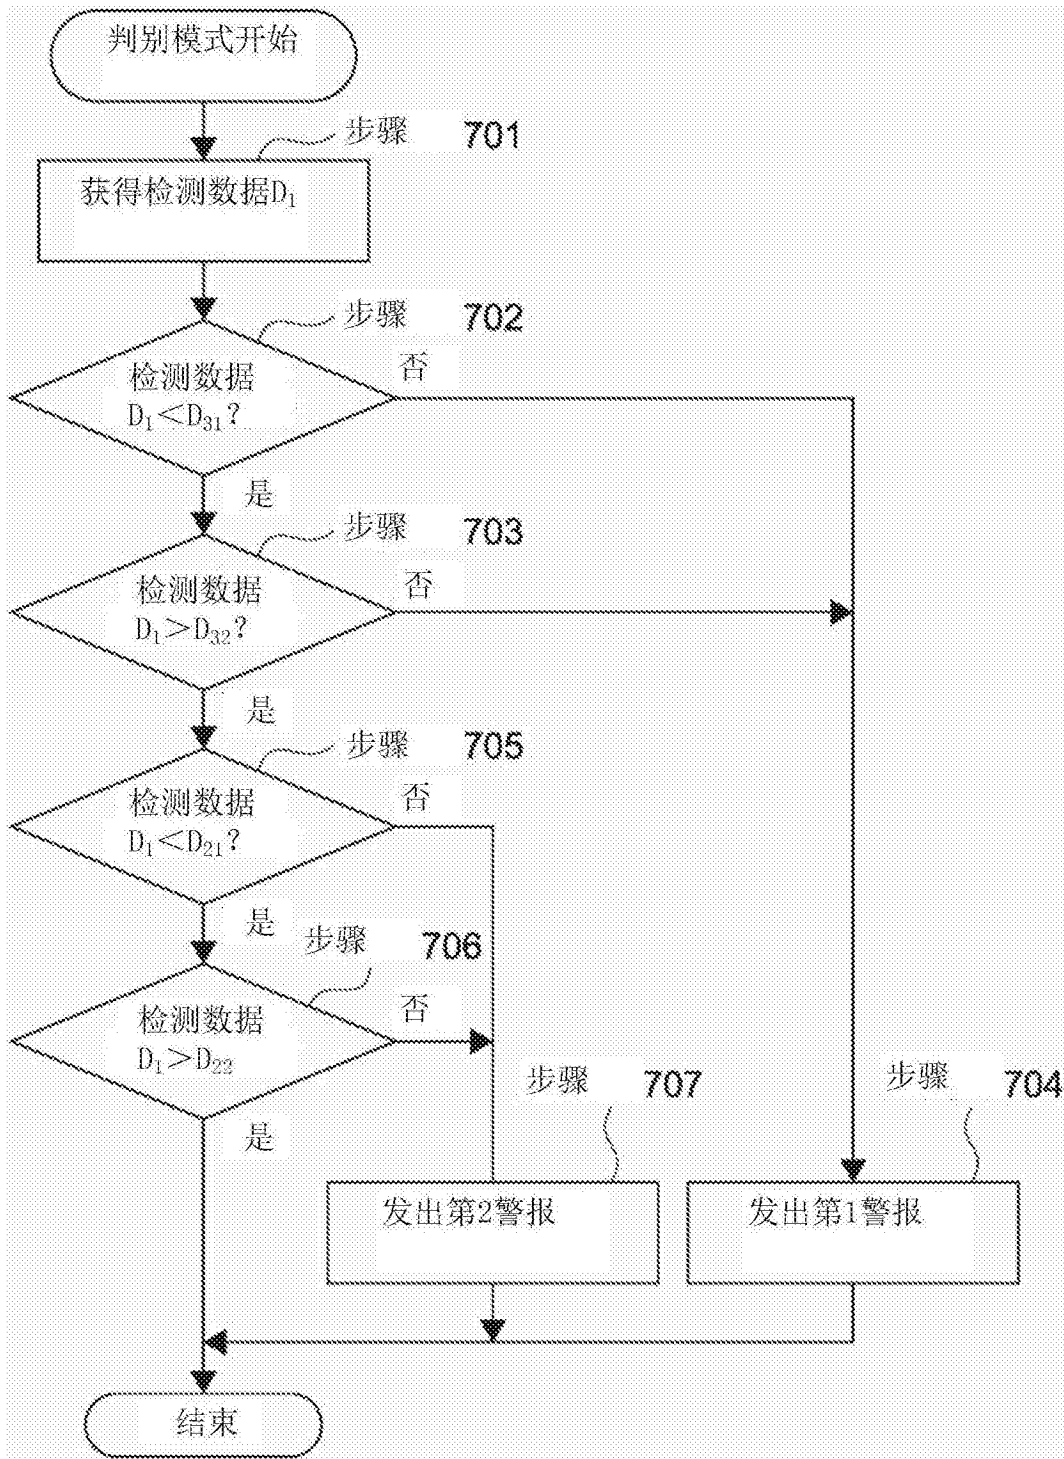 判别模式开始
步骤 701
获得检测数据D₁
步骤 702
检测数据
D₁＜D₃₁？
否
是
步骤 703
检测数据
D₁＞D₃₂？
否
是
步骤 705
检测数据
D₁＜D₂₁？
否
是
步骤 706
检测数据
D₁＞D₂₂
否
是
步骤 707
发出第2警报
步骤 704
发出第1警报
结束